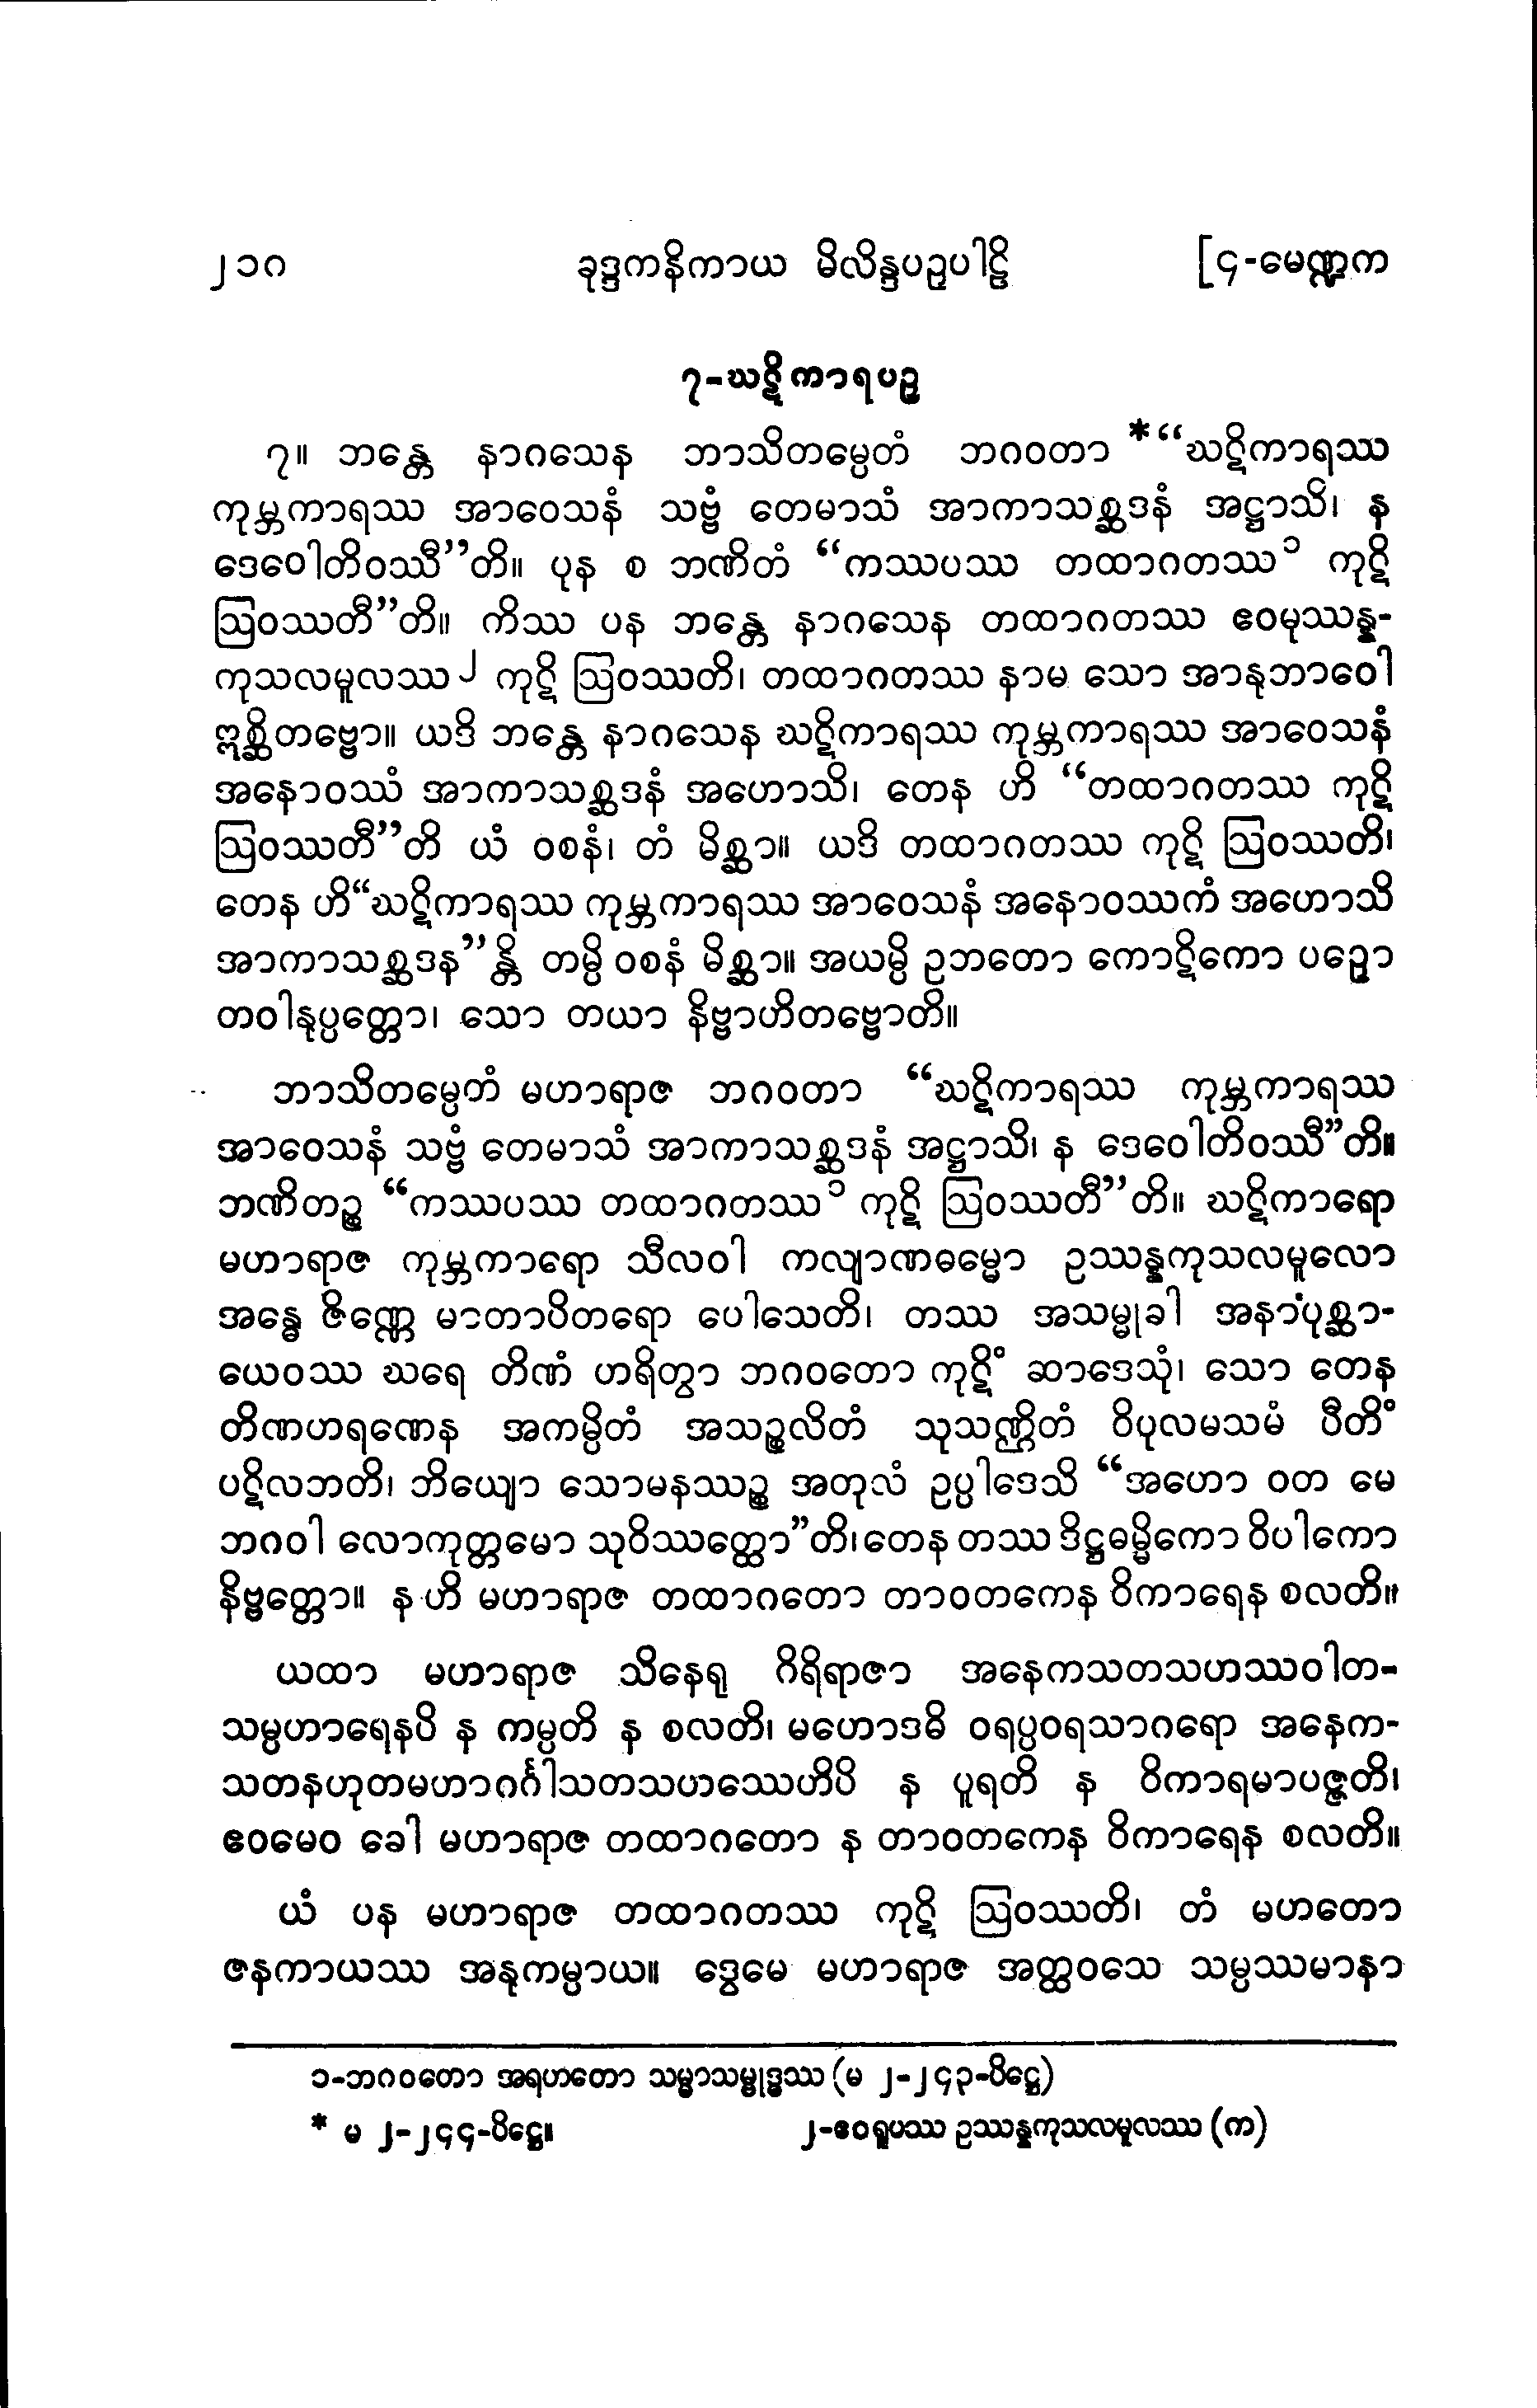 ၂၁၈ ခုဒ္ဒကနိကာယ မိလိန္ဒပဉှပါဠိ [၄-မေဏ္ဍက
၇-ဃဋိကာရပဉှ
၇။ ဘန္တေ နာဂသေန ဘာသိတမ္ပေတံ ဘဂဝတာ *“ဃဋိကာရဿ
ကုမ္ဘကာရဿ အာဝေသနံ သဗ္ဗံ တေမာသံ အာကာသစ္ဆဒနံ အဋ္ဌာသိ၊ န
ဒေဝေါတိဝဿီ”တိ။ ပုန စ ဘဏိတံ “ကဿပဿ တထာဂတဿ ၁ ကုဋိ
ဩဝဿတီ”တိ။ ကိဿ ပန ဘန္တေ နာဂသေန တထာဂတဿ ဧဝမုဿန္န-
ကုသလမူလဿ ၂ ကုဋိ ဩဝဿတိ၊ တထာဂတဿ နာမ သော အာနုဘာဝေါ
ဣစ္ဆိတဗ္ဗော။ ယဒိ ဘန္တေ နာဂသေန ဃဋိကာရဿ ကုမ္ဘကာရဿ အာဝေသနံ
အနောဝဿံ အာကာသစ္ဆဒနံ အဟောသိ၊ တေန ဟိ “တထာဂတဿ ကုဋိ
ဩဝဿတီ”တိ ယံ ဝစနံ၊ တံ မိစ္ဆာ။ ယဒိ တထာဂတဿ ကုဋိ ဩဝဿတိ၊
တေန ဟိ“ဃဋိကာရဿ ကုမ္ဘကာရဿ အာဝေသနံ အနောဝဿကံ အဟောသိ
အာကာသစ္ဆဒန”န္တိ တမ္ပိ ဝစနံ မိစ္ဆာ။ အယမ္ပိ ဥဘတော ကောဋိကော ပဉှော
တဝါနုပ္ပတ္တော၊ သော တယာ နိဗ္ဗာဟိတဗ္ဗောတိ။
ဘာသိတမ္ပေတံ မဟာရာဇ ဘဂဝတာ “ဃဋိကာရဿ ကုမ္ဘကာရဿ
အာဝေသနံ သဗ္ဗံ တေမာသံ အာကာသစ္ဆဒနံ အဋ္ဌာသိ၊ န ဒေဝေါတိဝဿီ”တိ။
ဘဏိတဉ္စ “ကဿပဿ တထာဂတဿ ၁ ကုဋိ ဩဝဿတီ”တိ။ ဃဋိကာရော
မဟာရာဇ ကုမ္ဘကာရော သီလဝါ ကလျာဏဓမ္မော ဥဿန္နကုသလမူလော
အန္ဓေ ဇိဏ္ဏေ မာတာပိတရော ပေါသေတိ၊ တဿ အသမ္မုခါ အနာပုစ္ဆာ-
ယေဝဿ ဃရေ တိဏံ ဟရိတွာ ဘဂဝတော ကုဋိံ ဆာဒေသုံ၊ သော တေန
တိဏဟရဏေန အကမ္ပိတံ အသဉ္စလိတံ သုသဏ္ဌိတံ ဝိပုလမသမံ ပီတိံ
ပဋိလဘတိ၊ ဘိယျော သောမနဿဉ္စ အတုလံ ဥပ္ပါဒေသိ “အဟော ဝတ မေ
ဘဂဝါ လောကုတ္တမော သုဝိဿတ္ထော”တိ၊ တေန တဿ ဒိဋ္ဌဓမ္မိကော ဝိပါကော
နိဗ္ဗတ္တော။ န ဟိ မဟာရာဇ တထာဂတော တာဝတကေန ဝိကာရေန စလတိ။
ယထာ မဟာရာဇ သိနေရု ဂိရိရာဇာ အနေကသတသဟဿဝါတ-
သမ္ပဟာရေနပိ န ကမ္ပတိ န စလတိ၊ မဟောဒဓိ ဝရပ္ပဝရသာဂရော အနေက-
သတနဟုတမဟာဂင်္ဂါသတသဟဿေဟိပိ န ပူရတိ န ဝိကာရမာပဇ္ဇတိ၊
ဧဝမေဝ ခေါ မဟာရာဇ တထာဂတော န တာဝတကေန ဝိကာရေန စလတိ။
ယံ ပန မဟာရာဇ တထာဂတဿ ကုဋိ ဩဝဿတိ၊ တံ မဟတော
ဇနကာယဿ အနုကမ္ပာယ။ ဒွေမေ မဟာရာဇ အတ္ထဝသေ သမ္ပဿမာနာ
၁-ဘဂဝတော အရဟတော သမ္မာသမ္ဗုဒ္ဓဿ (မ ၂-၂၄၃-ပိဋ္ဌေ)
* မ ၂-၂၄၄-ပိဋ္ဌေ။ ၂-ဧဝရူပဿ ဥဿန္နကုသလမူလဿ (က)